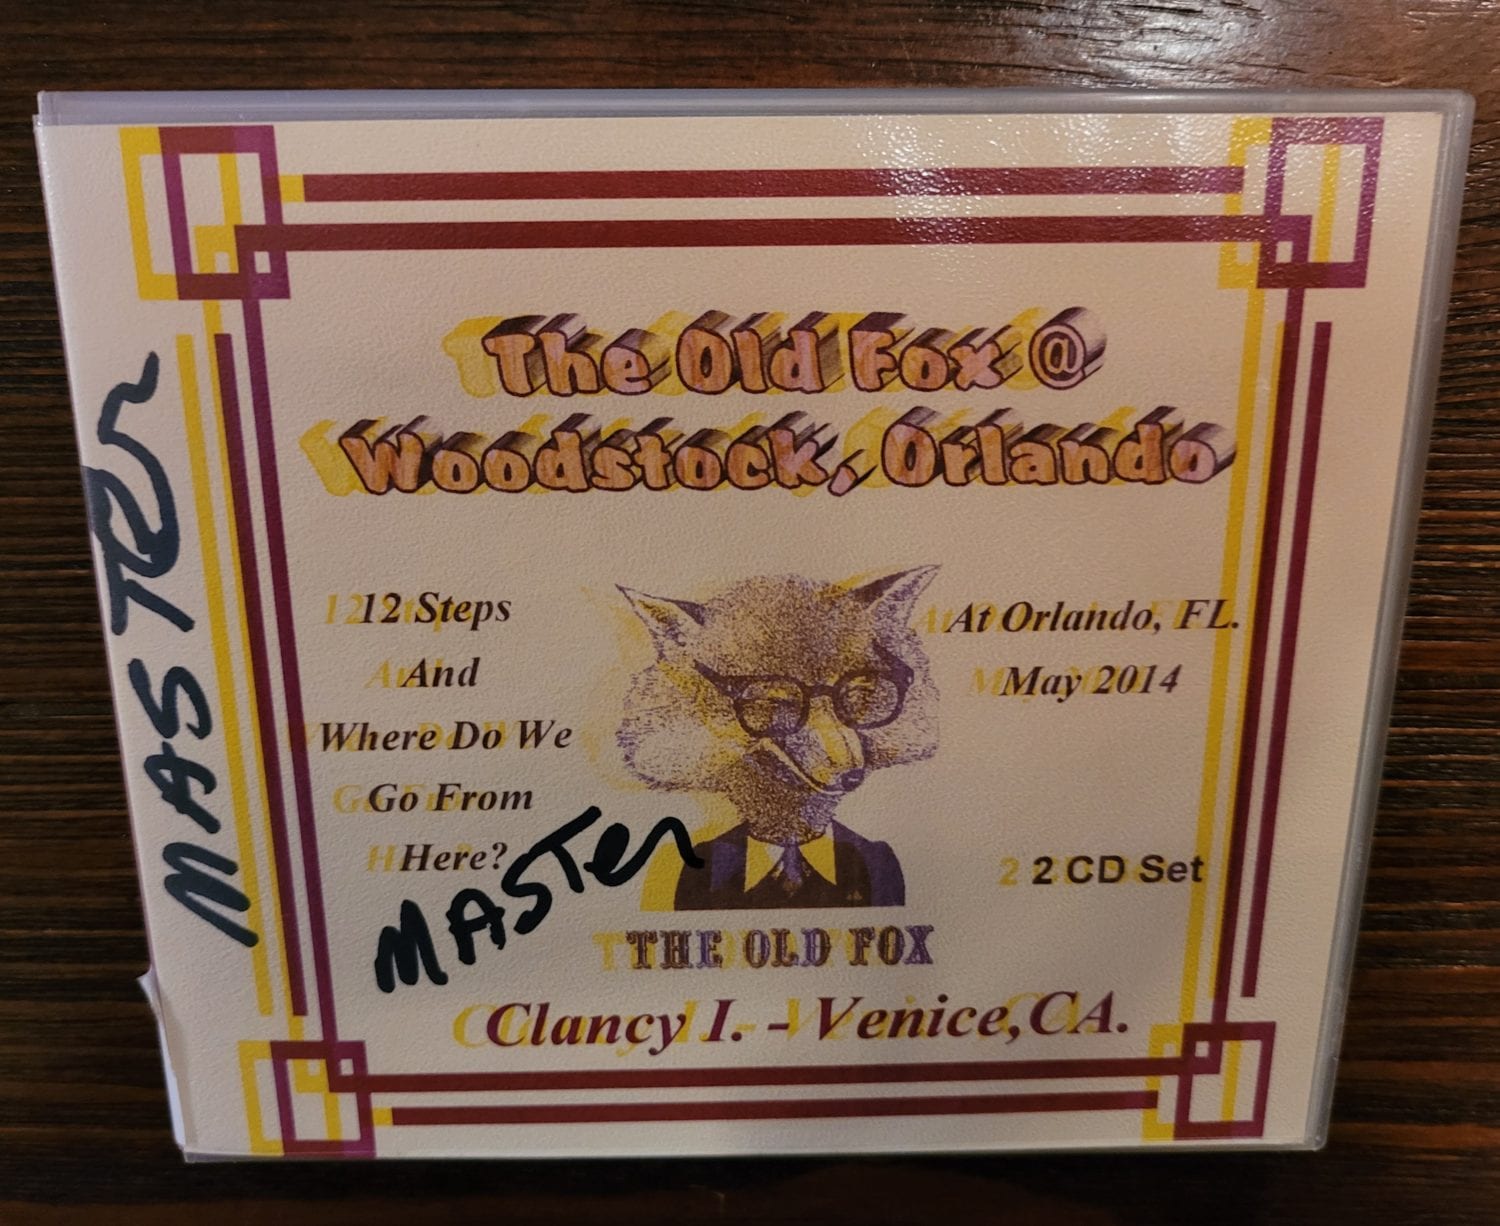 The Old Fox @
Woodstock, Orlando
12 Steps
And
Where Do We
Go From
Here?
At Orlando, FL.
May 2014
2 CD Set
THE OLD FOX
Clancy I. - Venice,CA.
MASTer
MASTer